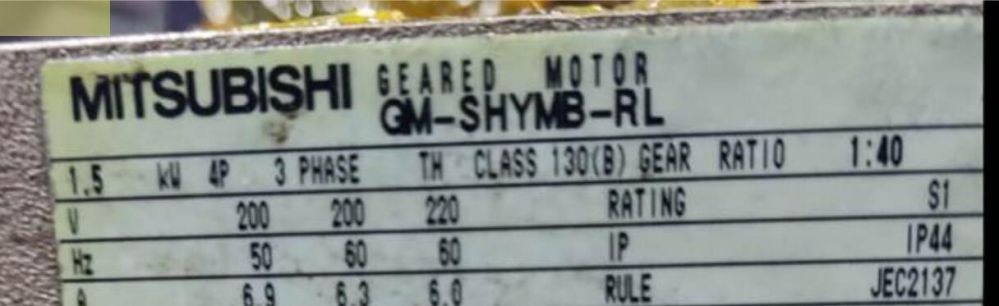 MITSUBISHI GEARED MOTOR
GM-SHYMB-RL
1.5 kW 4P 3 PHASE TH CLASS 130(B) GEAR RATIO 1:40
V 200 200 220 RATING S1
Hz 50 60 60 IP IP44
A 6.9 6.3 6.0 RULE JEC2137